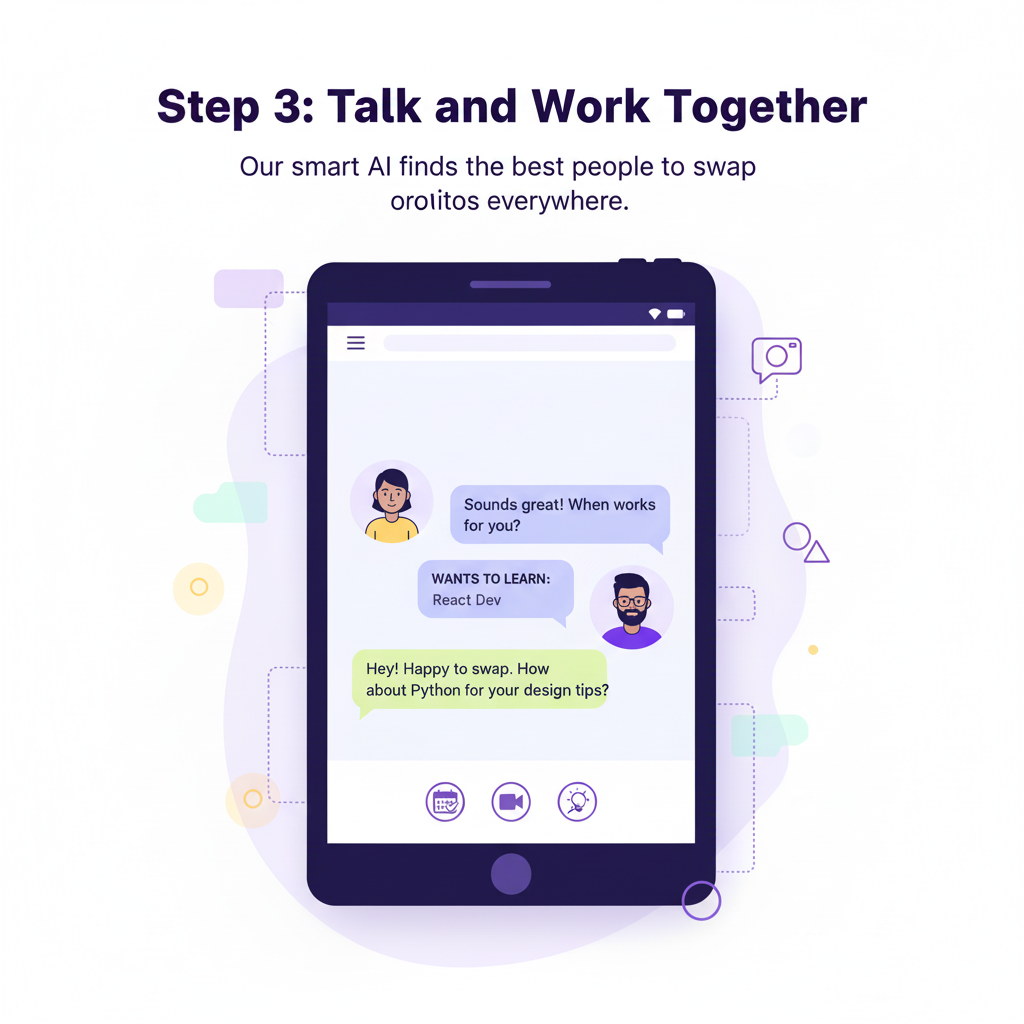 Step 3: Talk and Work Together
Our smart AI finds the best people to swap
everywhere.
Sounds great! When works
for you?
WANTS TO LEARN:
React Dev
Hey! Happy to swap. How
about Python for your design tips?